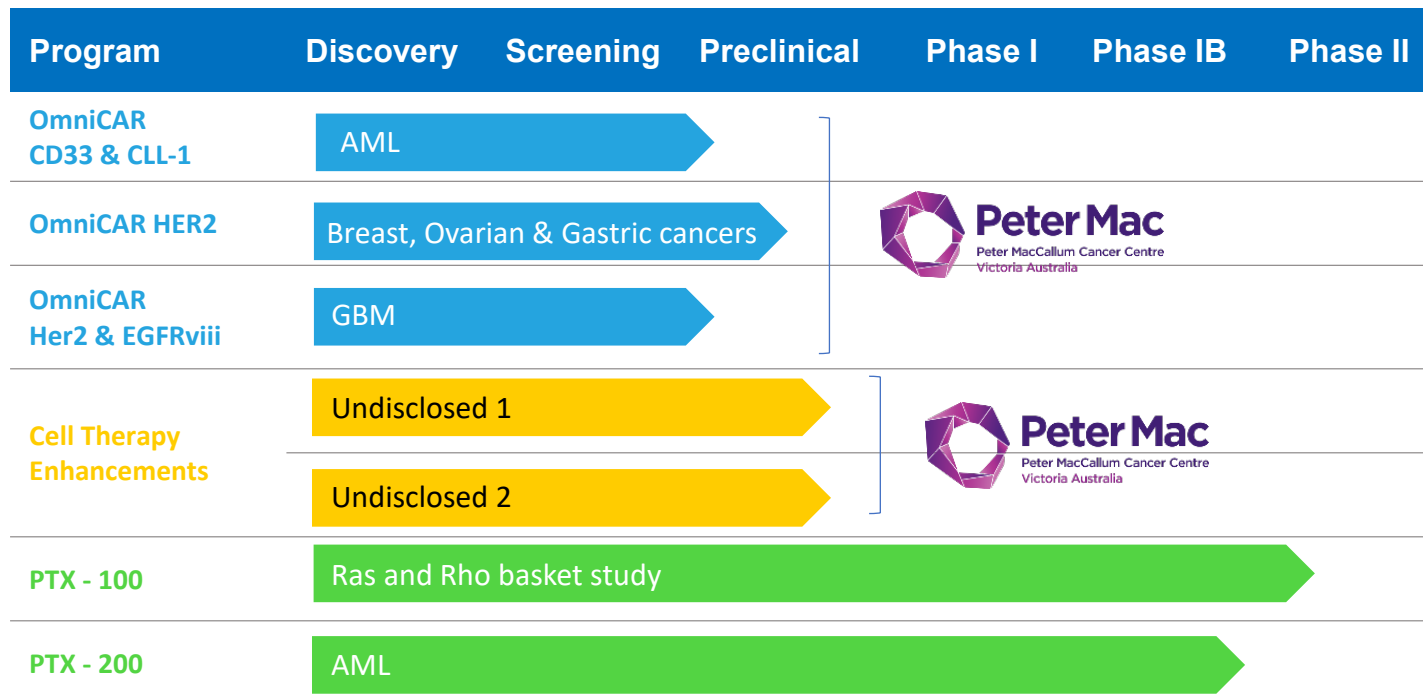 Program Discovery Screening Preclinical Phase I Phase IB Phase II
OmniCAR
CD33 & CLL-1
AML
OmniCAR HER2
Breast, Ovarian & Gastric cancers
Peter Mac
Peter MacCallum Cancer Centre
Victoria Australia
OmniCAR
Her2 & EGFRviii
GBM
Cell Therapy
Enhancements
Undisclosed 1
Undisclosed 2
Peter Mac
Peter MacCallum Cancer Centre
Victoria Australia
PTX - 100
Ras and Rho basket study
PTX - 200
AML